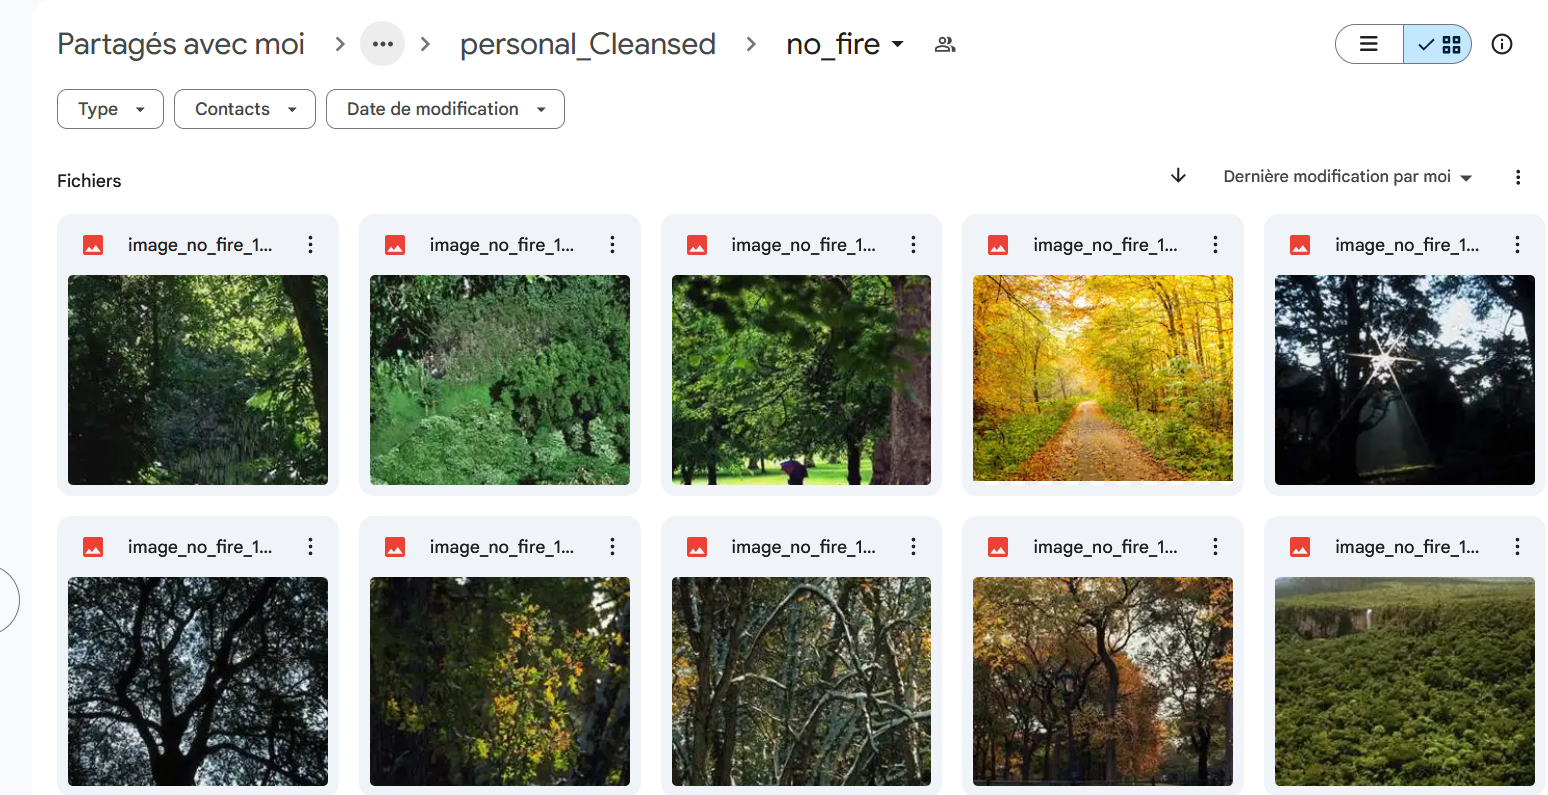 Partagés avec moi > ... > personal_Cleansed > no_fire
Type Contacts Date de modification
Fichiers Dernière modification par moi
image_no_fire_1... image_no_fire_1... image_no_fire_1... image_no_fire_1... image_no_fire_1...
image_no_fire_1... image_no_fire_1... image_no_fire_1... image_no_fire_1... image_no_fire_1...